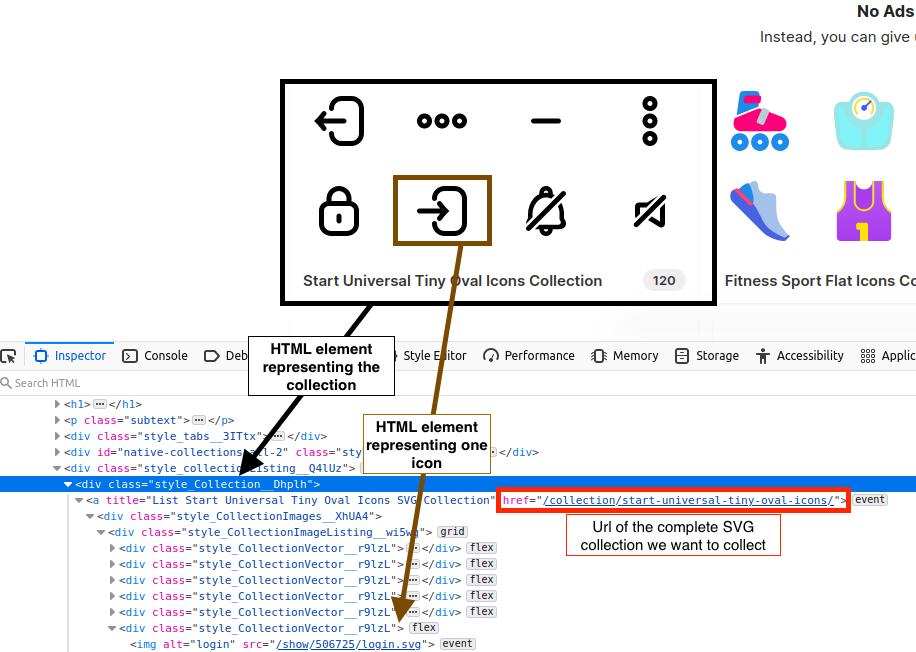 No Ads
Instead, you can give
Start Universal Tiny Oval Icons Collection
120
Fitness Sport Flat Icons Co
HTML element
representing the
collection
Inspector
Console
Deb
Style Editor
Performance
Memory
Storage
Accessibility
Applic
Search HTML
HTML element
representing one
icon
<h1> ••• </h1>
<p class="subtext"> ••• </p>
<div class="style_tabs__3ITtx"> ••• </div>
<div id="native-collections-all-2" class="sty </div>
<div class="style_collectionListing__Q4lUz">
<div class="style_Collection__Dhplh">
<a title="List Start Universal Tiny Oval Icons SVG Collection" href="/collection/start-universal-tiny-oval-icons/"> event
<div class="style_CollectionImages__XhUA4">
Url of the complete SVG
collection we want to collect
<div class="style_CollectionImageListing__wi5wg"> grid
<div class="style_CollectionVector__r9lzL"> ••• </div> flex
<div class="style_CollectionVector__r9lzL"> ••• </div> flex
<div class="style_CollectionVector__r9lzL"> ••• </div> flex
<div class="style_CollectionVector__r9lzL"> ••• </div> flex
<div class="style_CollectionVector__r9lzL"> ••• </div> flex
<div class="style_CollectionVector__r9lzL"> flex
<img alt="login" src="/show/506725/login.svg"> event